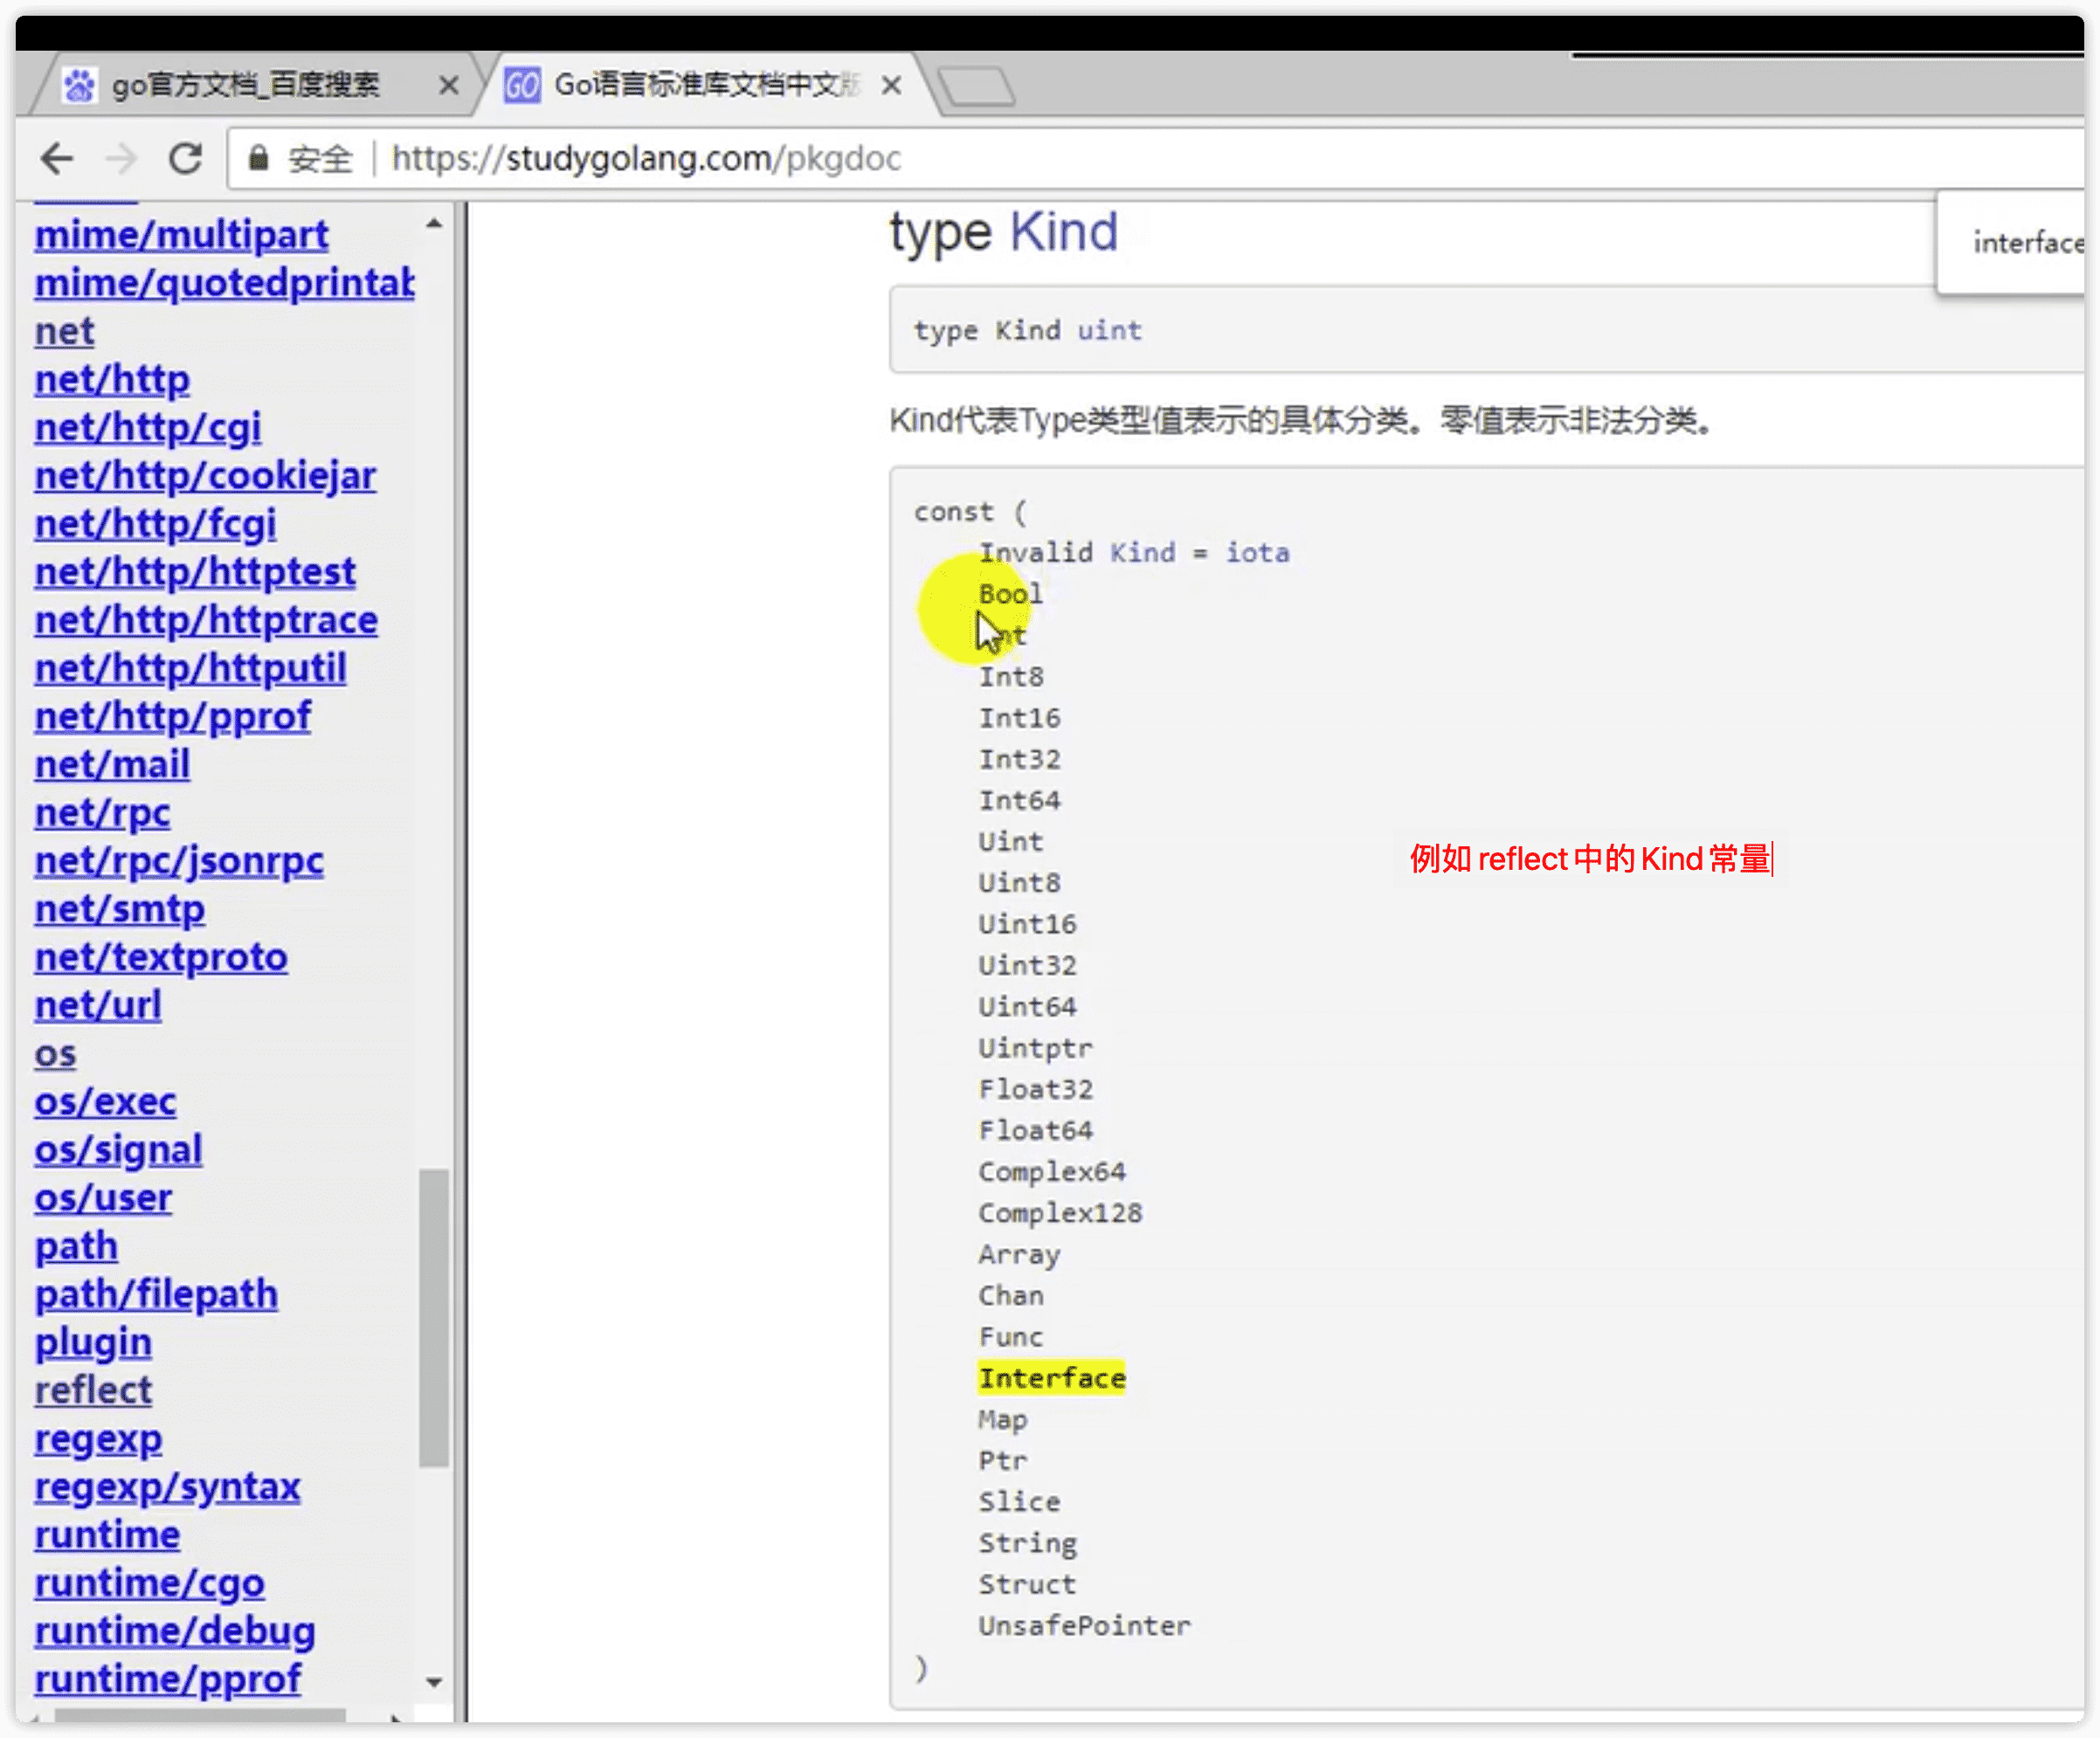 go官方文档_百度搜索
Go语言标准库文档中文版
安全 https://studygolang.com/pkgdoc
mime/multipart
mime/quotedprintab
net
net/http
net/http/cgi
net/http/cookiejar
net/http/fcgi
net/http/httptest
net/http/httptrace
net/http/httputil
net/http/pprof
net/mail
net/rpc
net/rpc/jsonrpc
net/smtp
net/textproto
net/url
os
os/exec
os/signal
os/user
path
path/filepath
plugin
reflect
regexp
regexp/syntax
runtime
runtime/cgo
runtime/debug
runtime/pprof
type Kind
interface
type Kind uint
Kind代表Type类型值表示的具体分类。零值表示非法分类。
const (
Invalid Kind = iota
Bool
Int
Int8
Int16
Int32
Int64
Uint
Uint8
Uint16
Uint32
Uint64
Uintptr
Float32
Float64
Complex64
Complex128
Array
Chan
Func
Interface
Map
Ptr
Slice
String
Struct
UnsafePointer
)
例如 reflect 中的 Kind 常量